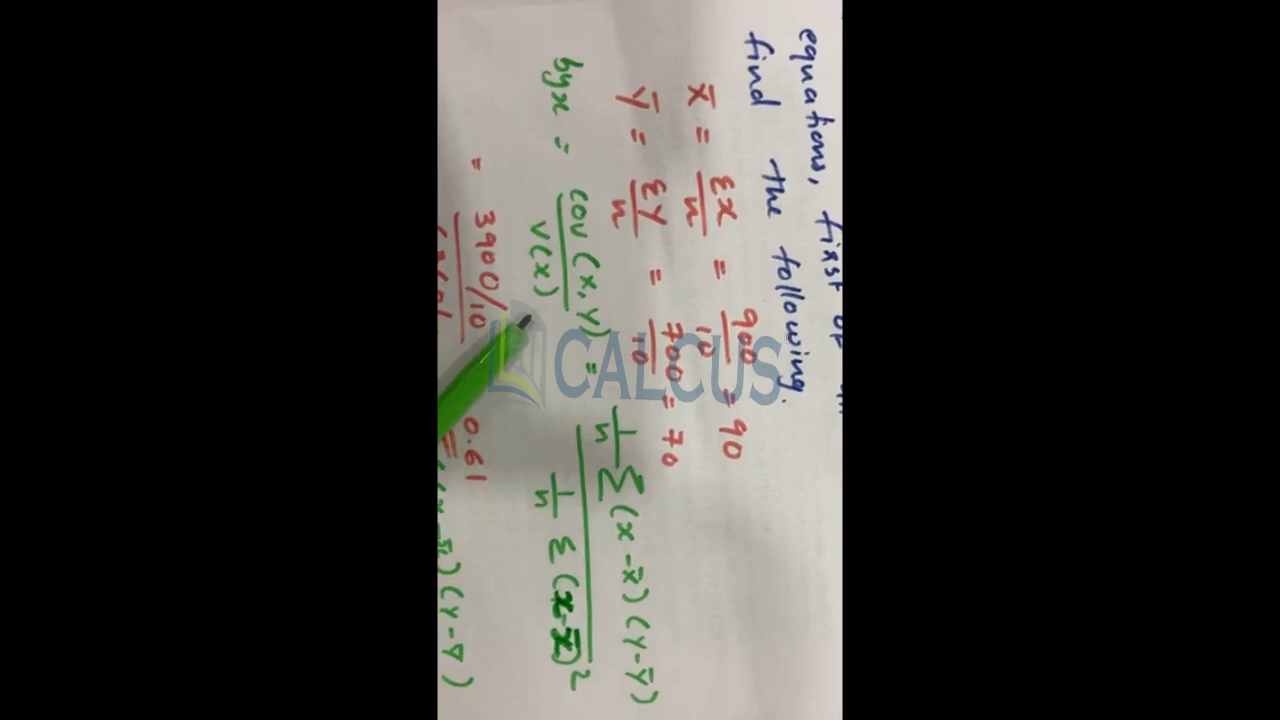 equations, first of
find the following.
x̄ = Σx/n = 900/10 = 90
ȳ = ΣY/n = 700/10 = 70
byx = cov(x,y)/v(x) = 1/n Σ(x-x̄)(y-ȳ) / 1/n Σ(x-x̄)²
= 3900/10 0.61
(y-ȳ)
CALCUS